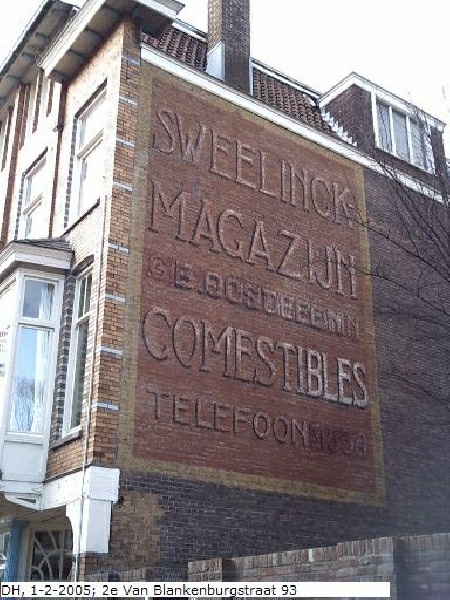 SWEELINCK-
MAGAZIJN
COMESTIBLES
TELEFOON
DH, 1-2-2005; 2e Van Blankenburgstraat 93